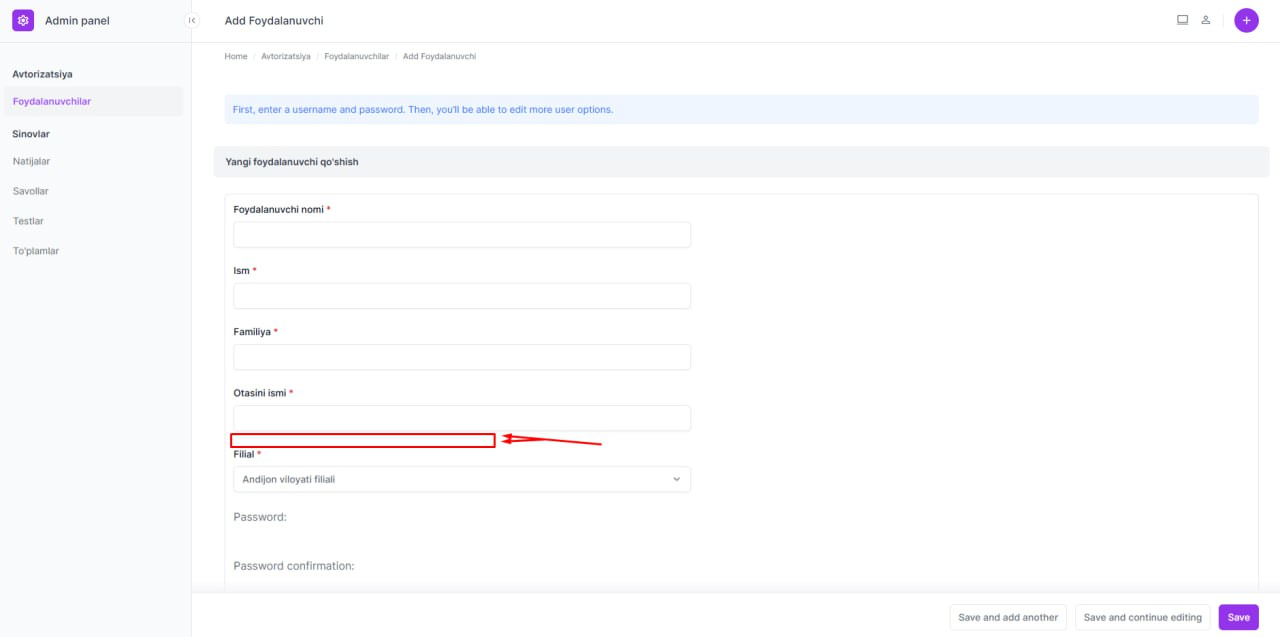 Admin panel
Add Foydalanuvchi
Home / Avtorizatsiya / Foydalanuvchilar / Add Foydalanuvchi
Avtorizatsiya
Foydalanuvchilar
Sinovlar
Natijalar
Savollar
Testlar
To'plamlar
First, enter a username and password. Then, you'll be able to edit more user options.
Yangi foydalanuvchi qo'shish
Foydalanuvchi nomi *
Ism *
Familiya *
Otasini ismi *
Filial *
Andijon viloyati filiali
Password:
Password confirmation:
Save and add another
Save and continue editing
Save